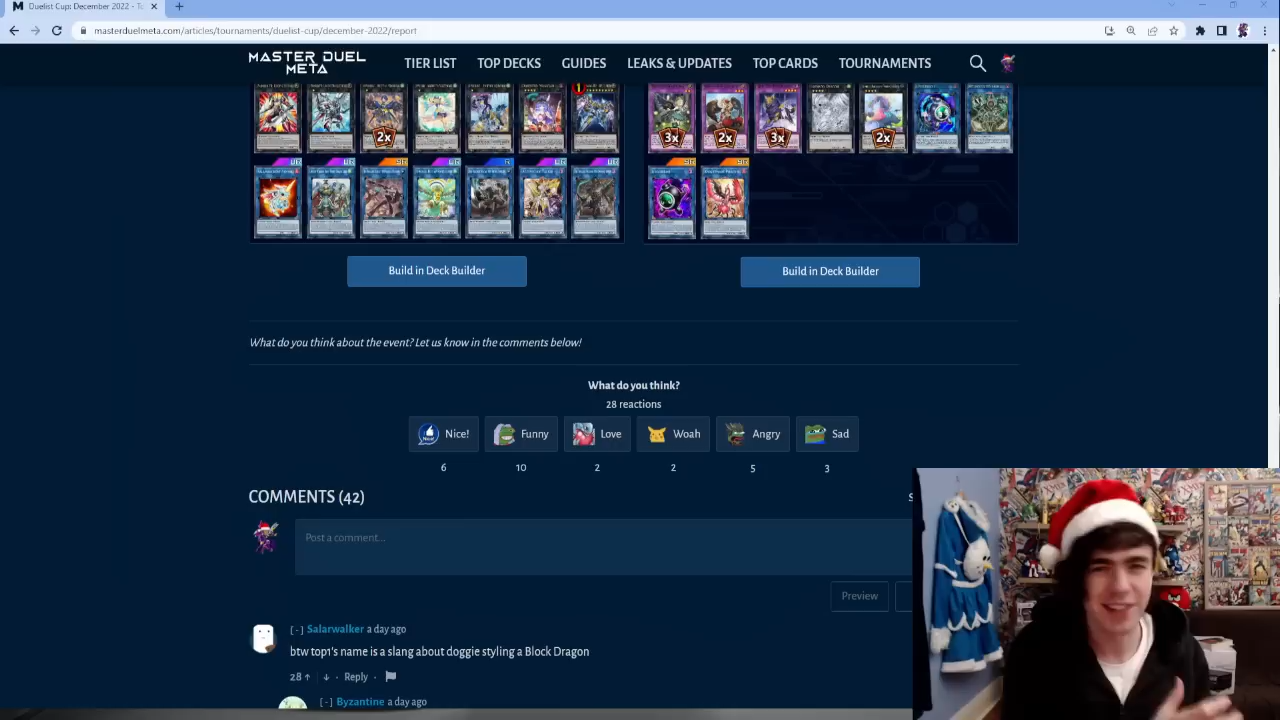 Duelist Cup: December 2022 - To
masterduelmeta.com/articles/tournaments/duelist-cup/december-2022/report
MASTER DUEL
META
TIER LIST
TOP DECKS
GUIDES
LEAKS & UPDATES
TOP CARDS
TOURNAMENTS
2x
1
3x
2x
3x
2x
Build in Deck Builder
Build in Deck Builder
What do you think about the event? Let us know in the comments below!
What do you think?
28 reactions
Nice!
Funny
Love
Woah
Angry
Sad
6
10
2
2
5
3
COMMENTS (42)
Post a comment...
Preview
[-] Salarwalker a day ago
btw top1's name is a slang about doggie styling a Block Dragon
28 ↑ ↓ · Reply ·
[-] Byzantine a day ago